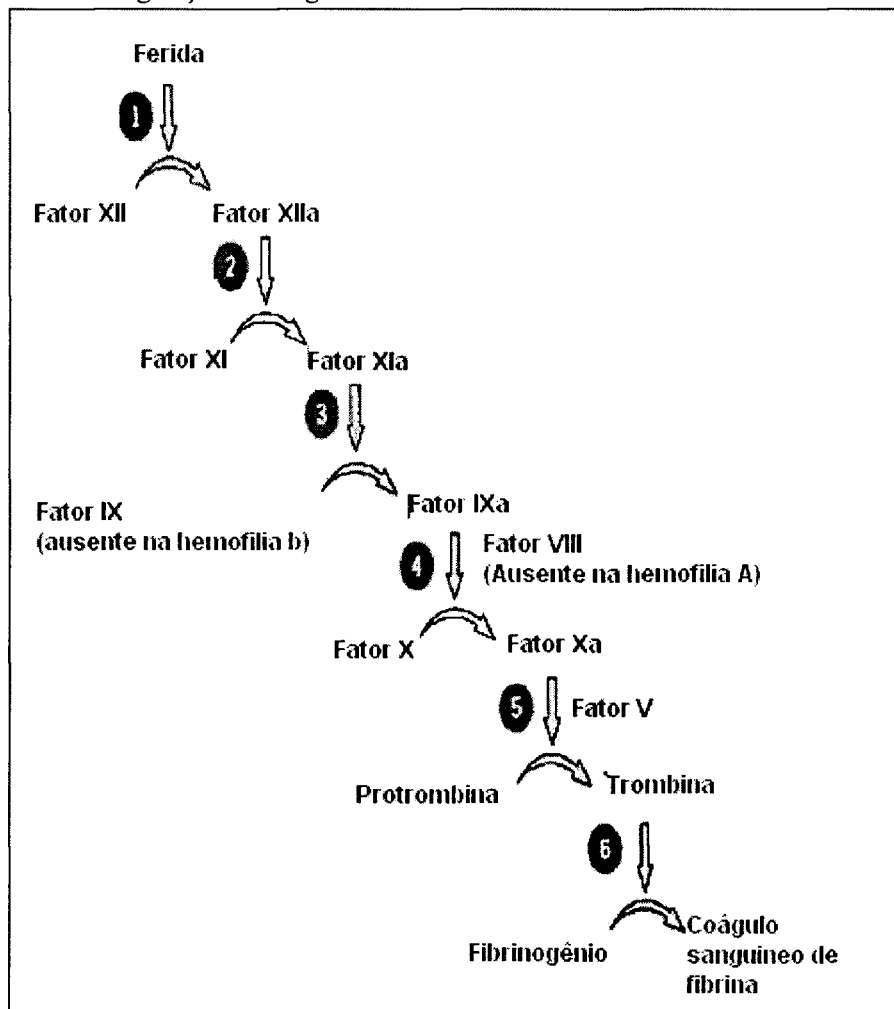 Ferida
1
Fator XII
Fator XIIa
2
Fator XI
Fator XIa
3
Fator IX
(ausente na hemofilia b)
Fator IXa
4
Fator VIII
(Ausente na hemofilia A)
Fator X
Fator Xa
5
Fator V
Protrombina
Trombina
6
Fibrinogênio
Coágulo
sanguineo de
fibrina